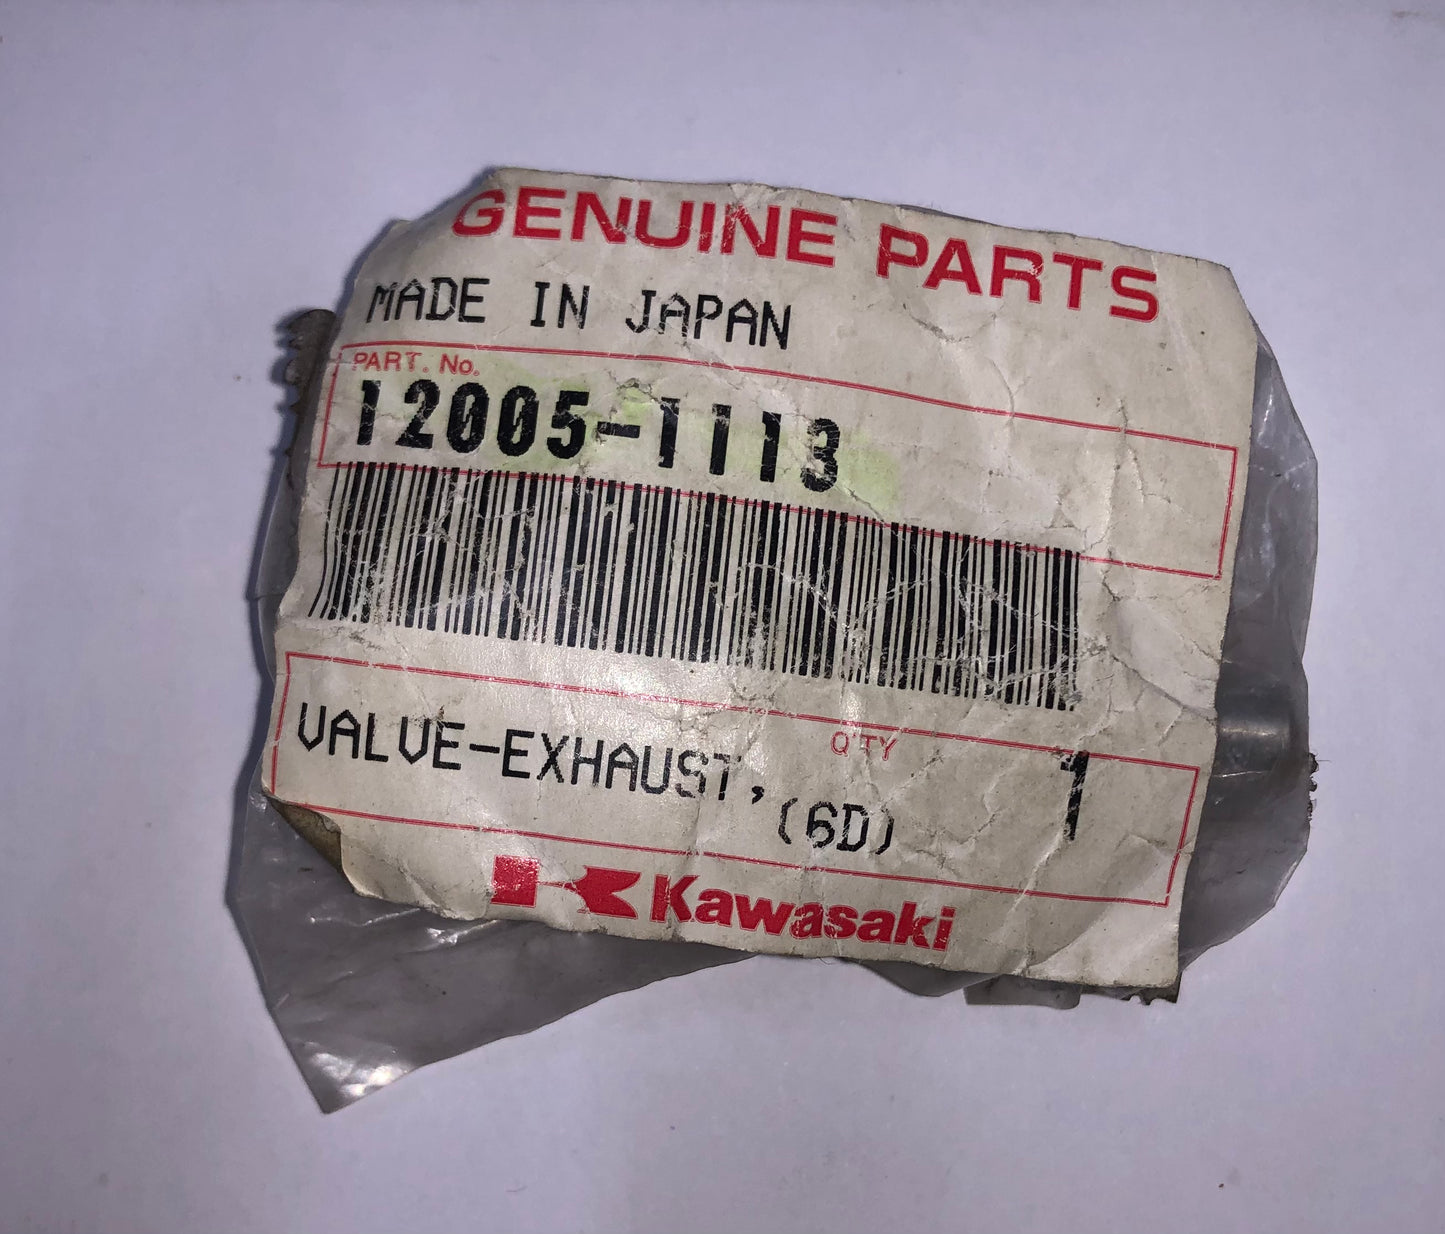 GENUINE PARTS
MADE IN JAPAN
PART. No.
12005-1113
VALVE-EXHAUST,(6D)
Q'TY
1
Kawasaki